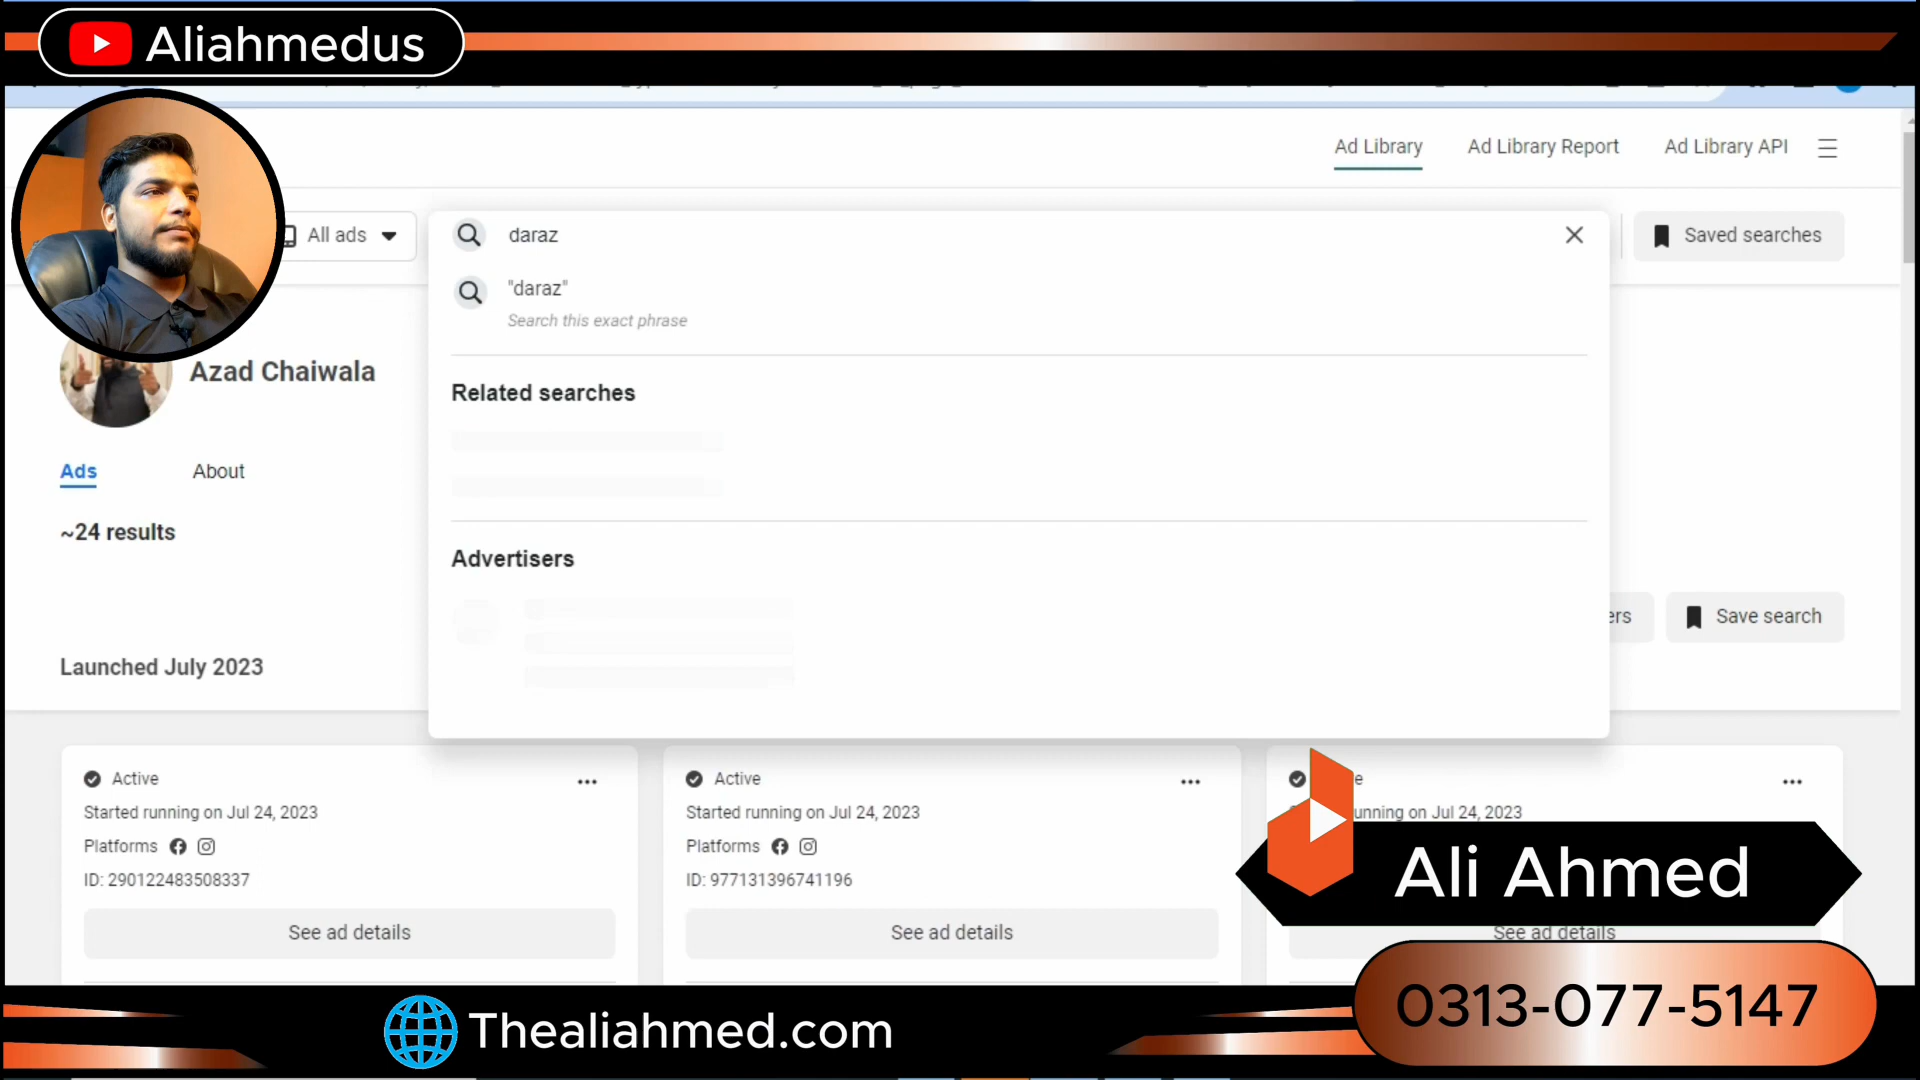 Aliahmedus
Ad Library
Ad Library Report
Ad Library API
All ads
daraz
Saved searches
"daraz"
Search this exact phrase
Azad Chaiwala
Related searches
Ads
About
~24 results
Advertisers
ers
Save search
Launched July 2023
Active
Started running on Jul 24, 2023
Platforms
ID: 290122483508337
See ad details
Active
Started running on Jul 24, 2023
Platforms
ID: 977131396741196
See ad details
e
unning on Jul 24, 2023
See ad details
Ali Ahmed
0313-077-5147
Thealiahmed.com